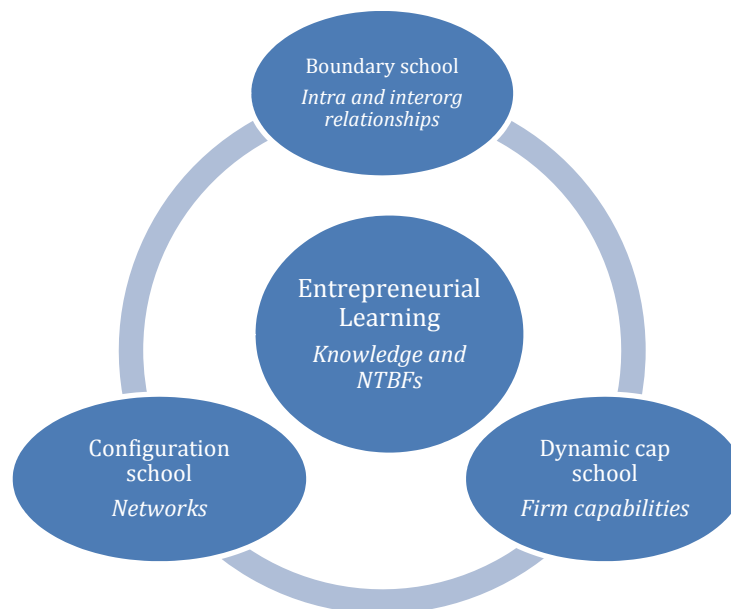 Boundary school
Intra and interorg
relationships
Entrepreneurial
Learning
Knowledge and
NTBFs
Configuration
school
Networks
Dynamic cap
school
Firm capabilities